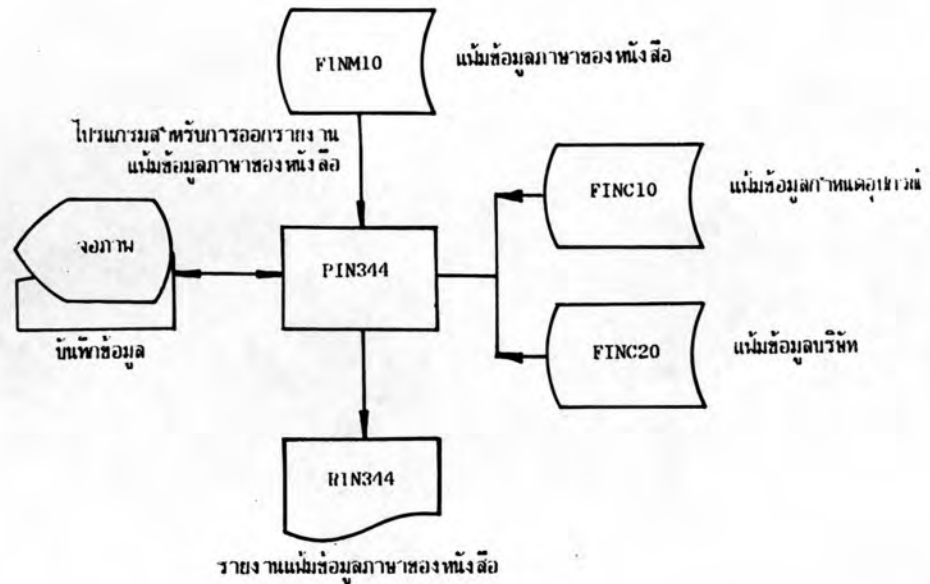 FINM10
แฟ้มข้อมูลภาษาของหนังสือ
โปรแกรมสำหรับการออกรายงาน
แฟ้มข้อมูลภาษาของหนังสือ
FINC10
แฟ้มข้อมูลกำหนดอุปกรณ์
จอภาพ
PIN344
บันทึกข้อมูล
FINC20
แฟ้มข้อมูลบริษัท
RIN344
รายงานแฟ้มข้อมูลภาษาของหนังสือ